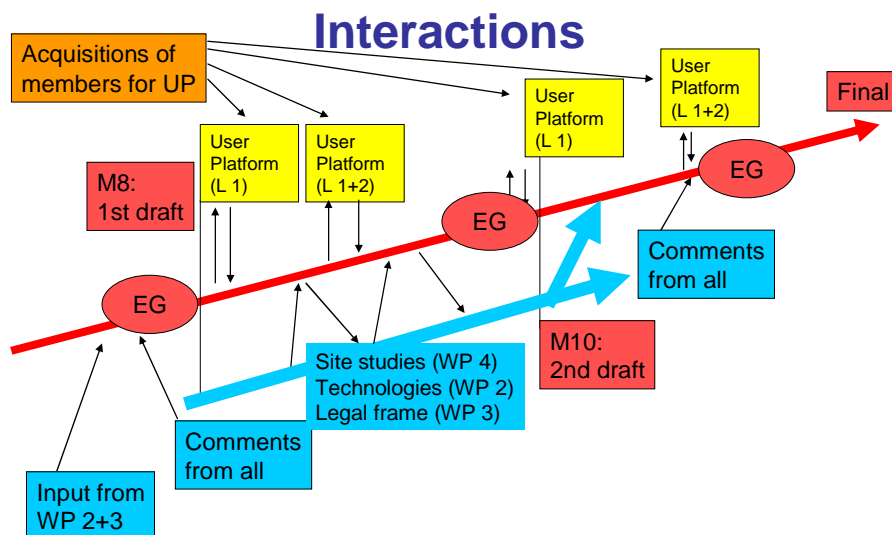 Interactions
Acquisitions of
members for UP
User
Platform
(L 1)
User
Platform
(L 1+2)
User
Platform
(L 1)
User
Platform
(L 1+2)
Final
M8:
1st draft
EG
EG
EG
Comments
from all
M10:
2nd draft
Site studies (WP 4)
Technologies (WP 2)
Legal frame (WP 3)
Comments
from all
Input from
WP 2+3